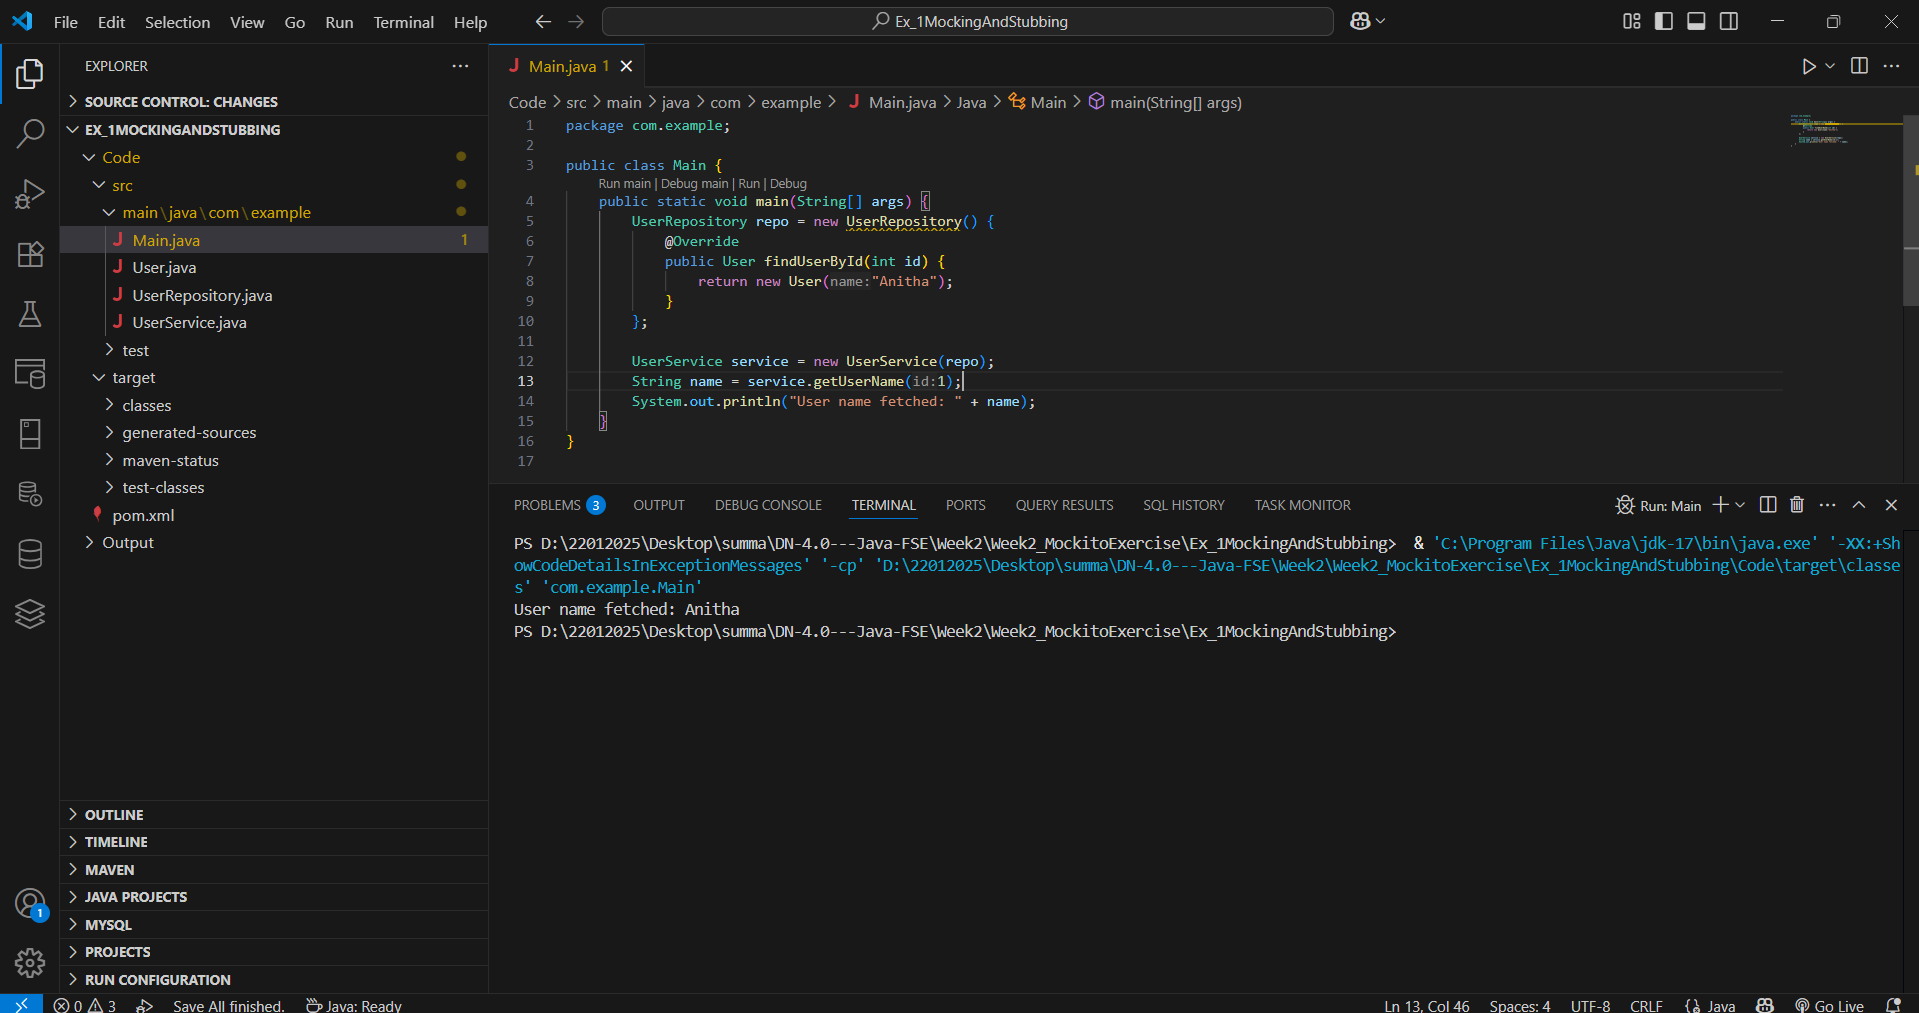 File Edit Selection View Go Run Terminal Help
Ex_1MockingAndStubbing
EXPLORER
SOURCE CONTROL: CHANGES
EX_1MOCKINGANDSTUBBING
Code
src
main\java\com\example
Main.java 1
User.java
UserRepository.java
UserService.java
test
target
classes
generated-sources
maven-status
test-classes
pom.xml
Output
OUTLINE
TIMELINE
MAVEN
JAVA PROJECTS
MYSQL
PROJECTS
RUN CONFIGURATION
1
Main.java 1
Code > src > main > java > com > example > Main.java > Java > Main > main(String[] args)
1 package com.example;
2
3 public class Main {
Run main | Debug main | Run | Debug
4 public static void main(String[] args) {
5 UserRepository repo = new UserRepository() {
6 @Override
7 public User findUserById(int id) {
8 return new User(name:"Anitha");
9 }
10 };
11
12 UserService service = new UserService(repo);
13 String name = service.getUserName(id:1);
14 System.out.println("User name fetched: " + name);
15 }
16 }
17
PROBLEMS 3 OUTPUT DEBUG CONSOLE TERMINAL PORTS QUERY RESULTS SQL HISTORY TASK MONITOR
Run: Main
PS D:\22012025\Desktop\summa\DN-4.0---Java-FSE\Week2\Week2_MockitoExercise\Ex_1MockingAndStubbing> & 'C:\Program Files\Java\jdk-17\bin\java.exe' '-XX:+Sh
owCodeDetailsInExceptionMessages' '-cp' 'D:\22012025\Desktop\summa\DN-4.0---Java-FSE\Week2\Week2_MockitoExercise\Ex_1MockingAndStubbing\Code\target\classe
s' 'com.example.Main'
User name fetched: Anitha
PS D:\22012025\Desktop\summa\DN-4.0---Java-FSE\Week2\Week2_MockitoExercise\Ex_1MockingAndStubbing>
0 3 Save All finished. Java: Ready
Ln 13, Col 46 Spaces: 4 UTF-8 CRLF {} Java Go Live